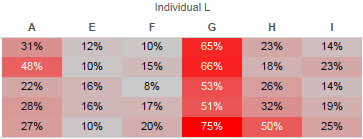 Individual L
A E F G H I
31% 12% 10% 65% 23% 14%
48% 10% 15% 66% 18% 23%
22% 16% 8% 53% 25% 14%
28% 16% 17% 51% 32% 19%
27% 10% 20% 75% 50% 25%